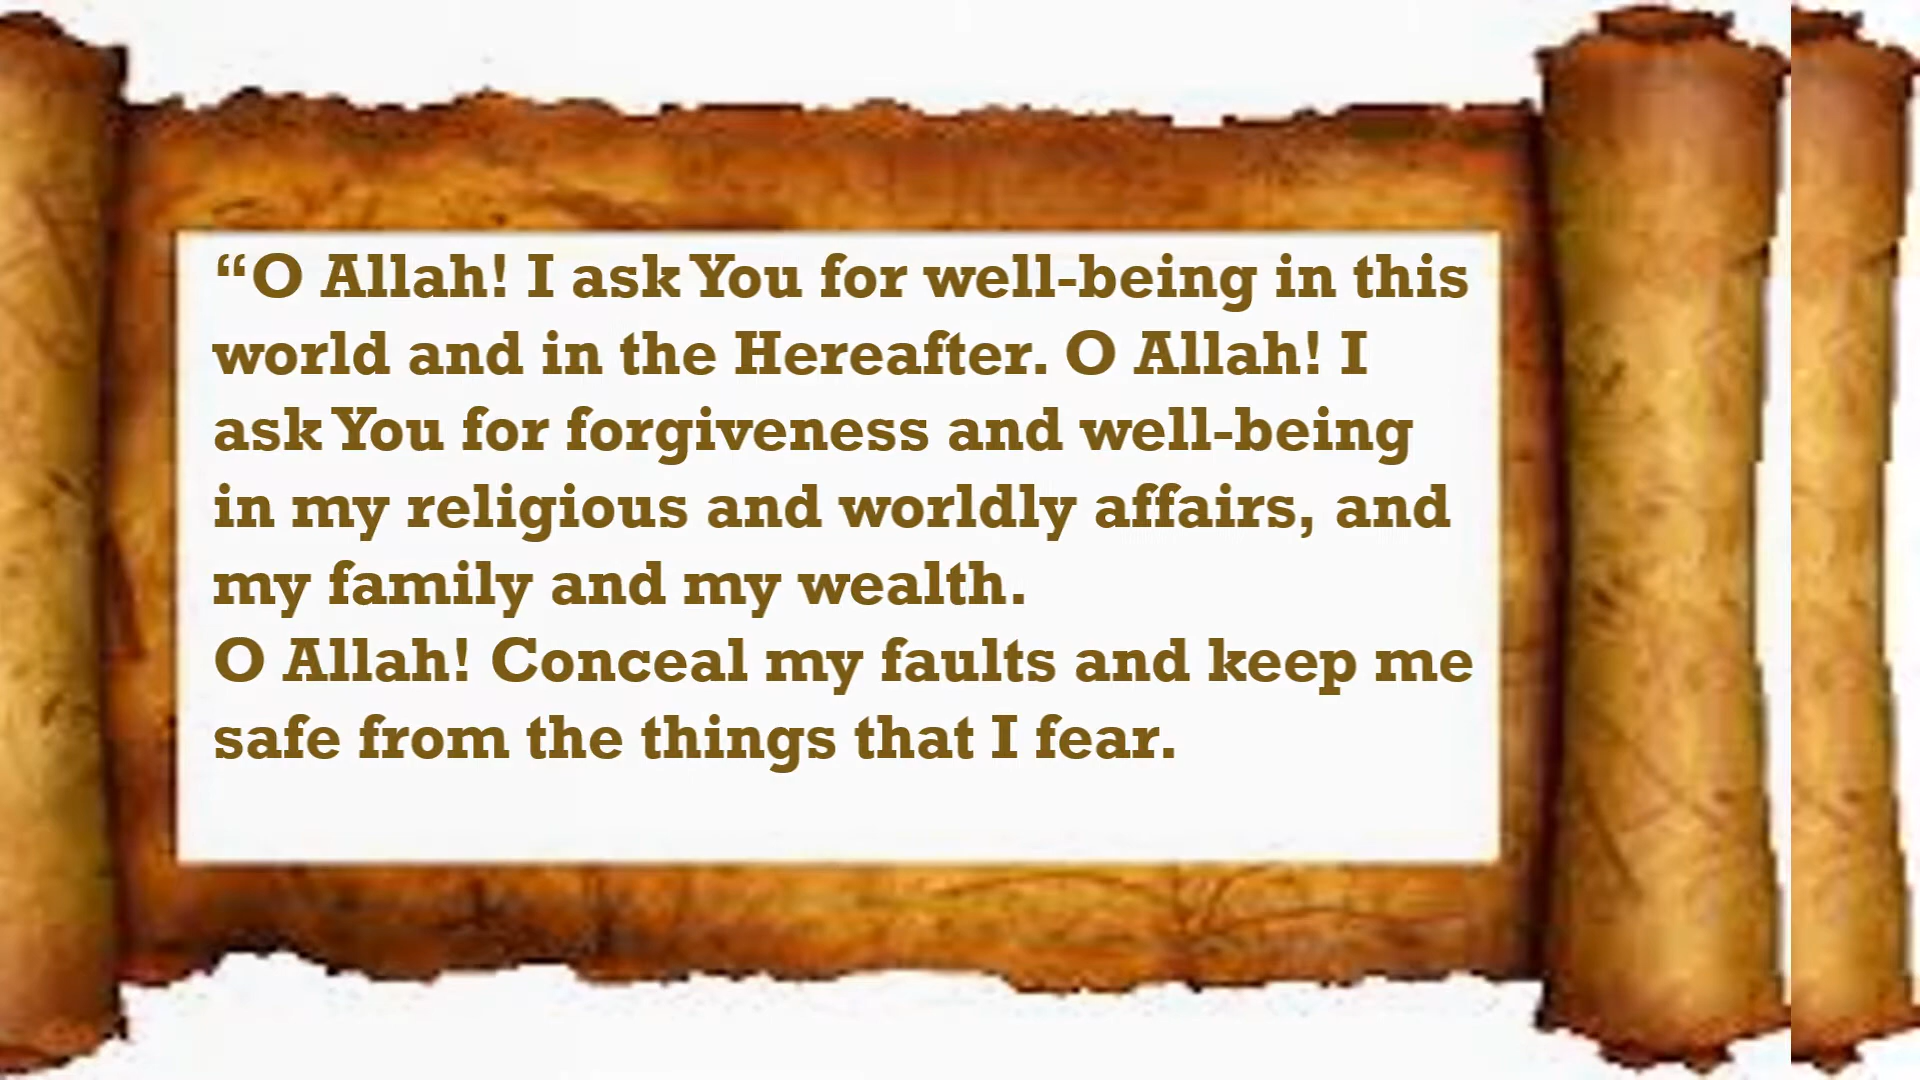 “O Allah! I ask You for well-being in this
world and in the Hereafter. O Allah! I
ask You for forgiveness and well-being
in my religious and worldly affairs, and
my family and my wealth.
O Allah! Conceal my faults and keep me
safe from the things that I fear.